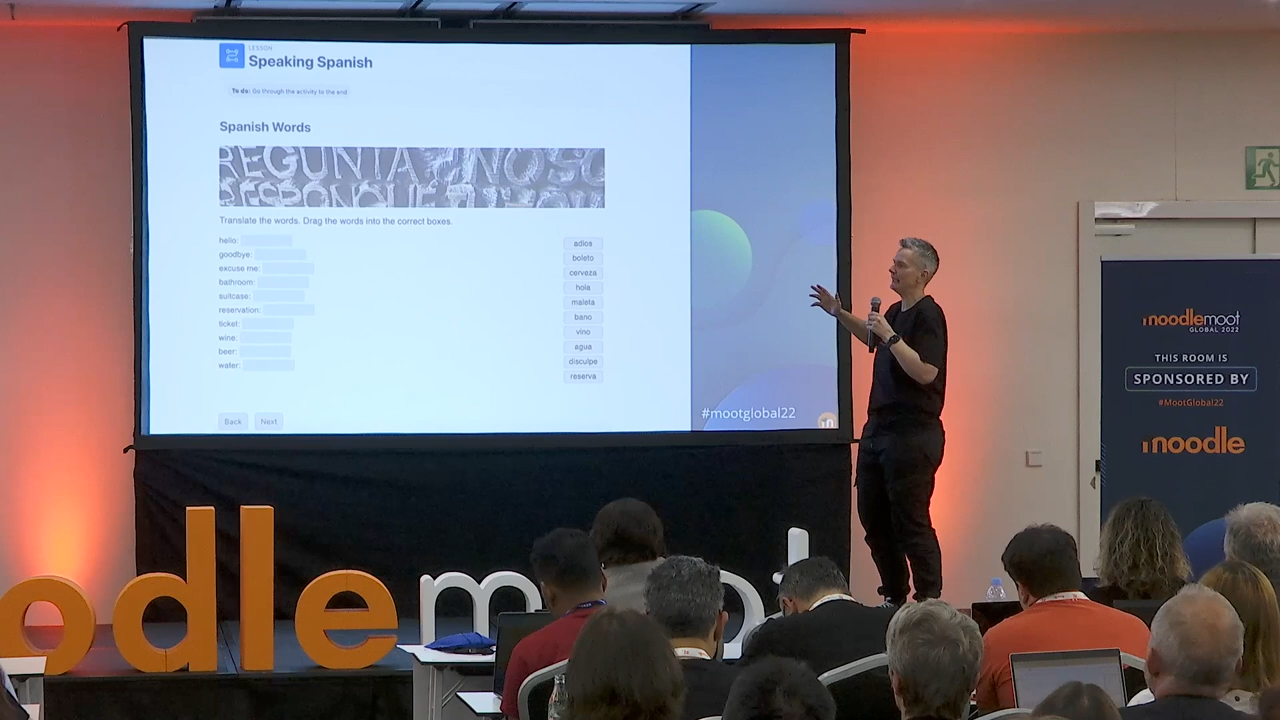 LESSON
Speaking Spanish
To do: Go through the activity to the end
Spanish Words
REGUNTA
NOSO
Translate the words. Drag the words into the correct boxes.
hello:
goodbye:
excuse me:
bathroom:
suitcase:
reservation:
ticket:
wine:
beer:
water:
adios
boleto
cerveza
hola
maleta
bano
vino
agua
disculpe
reserva
Back Next
#mootglobal22
moodlemoot
GLOBAL 2022
THIS ROOM IS
SPONSORED BY
#MootGlobal22
moodle
odle m t